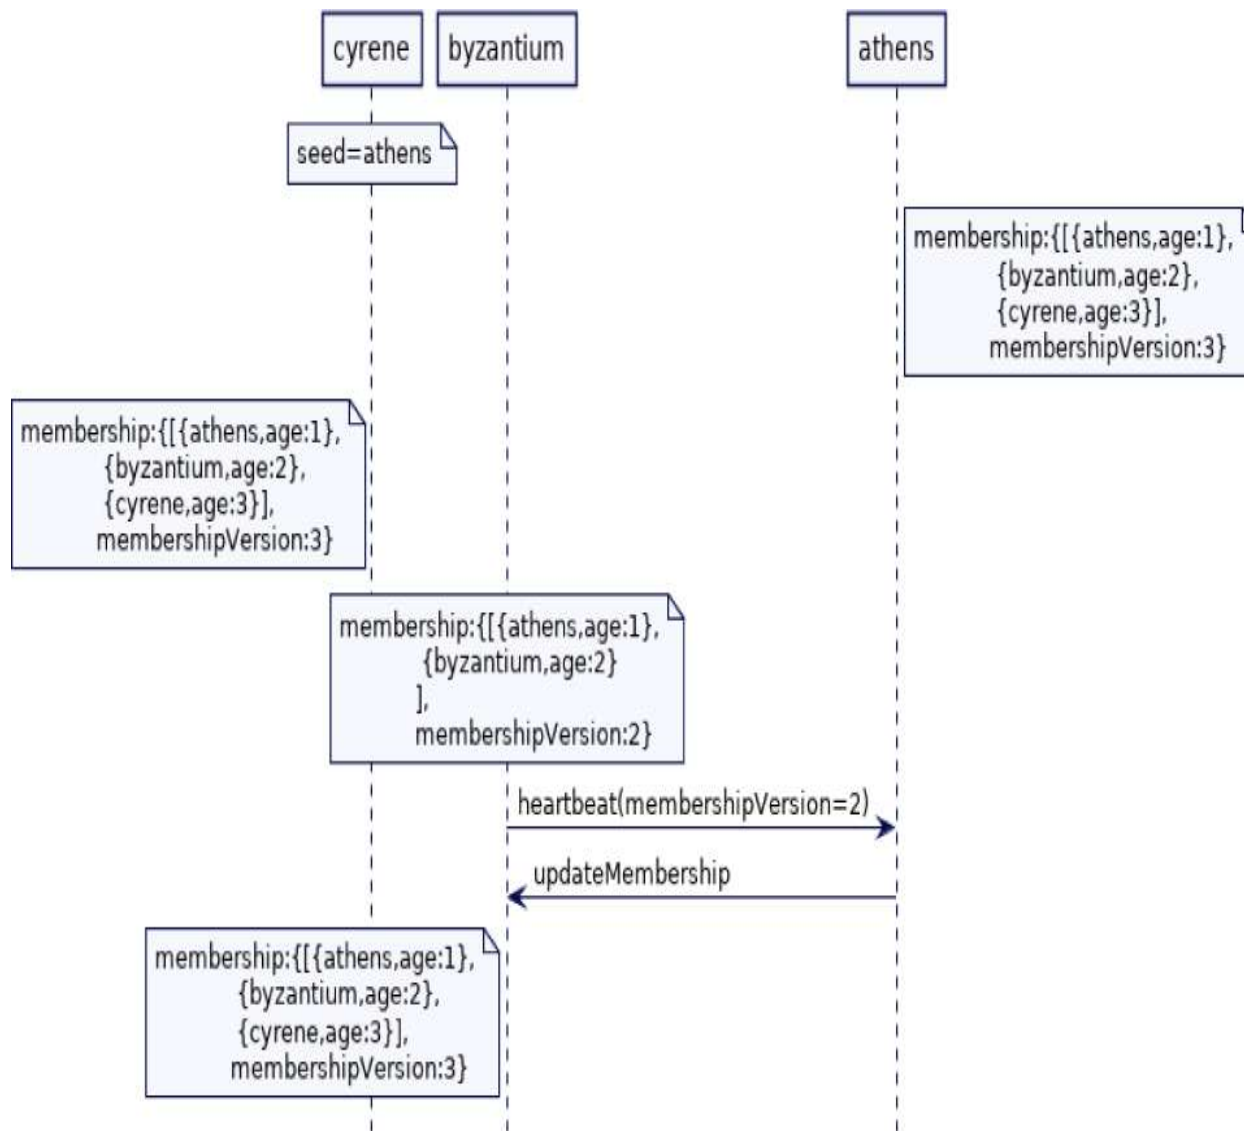 cyrene
byzantium
athens
seed=athens
membership:{[{athens,age:1},
{byzantium,age:2},
{cyrene,age:3}],
membershipVersion:3}
membership:{[{athens,age:1},
{byzantium,age:2},
{cyrene,age:3}],
membershipVersion:3}
membership:{[{athens,age:1},
{byzantium,age:2}
],
membershipVersion:2}
heartbeat(membershipVersion=2)
updateMembership
membership:{[{athens,age:1},
{byzantium,age:2},
{cyrene,age:3}],
membershipVersion:3}